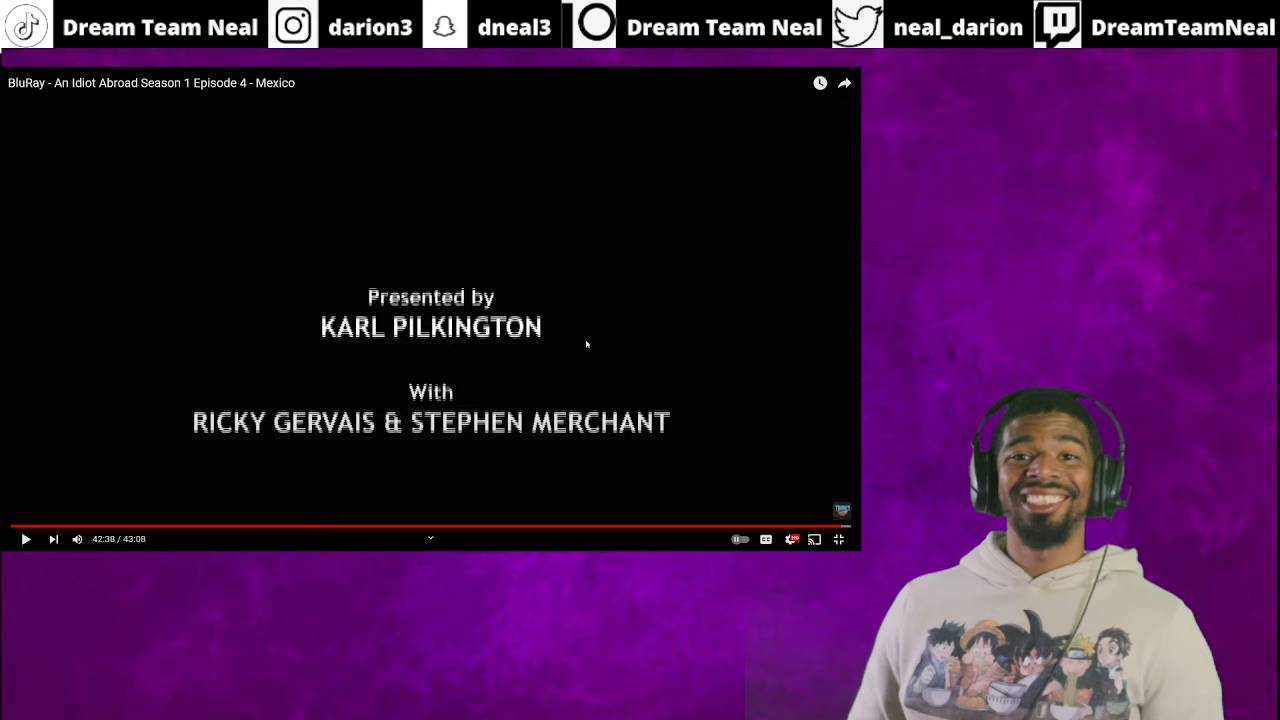 Dream Team Neal darion3 dneal3 Dream Team Neal neal_darion DreamTeamNeal
BluRay - An Idiot Abroad Season 1 Episode 4 - Mexico
Presented by
KARL PILKINGTON
With
RICKY GERVAIS & STEPHEN MERCHANT
42:38 / 43:08